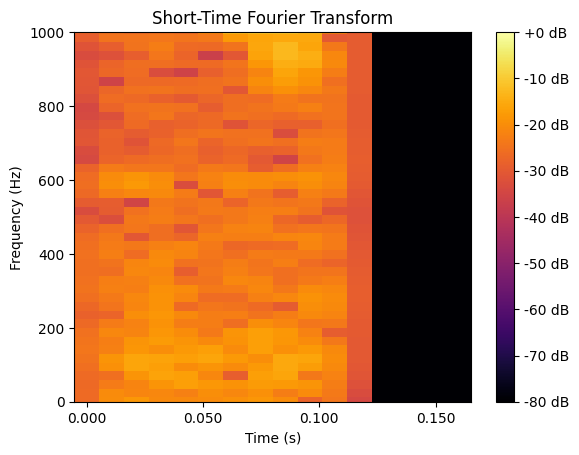 Short-Time Fourier Transform
Frequency (Hz)
1000
800
600
400
200
0
0.000
0.050
0.100
0.150
Time (s)
+0 dB
-10 dB
-20 dB
-30 dB
-40 dB
-50 dB
-60 dB
-70 dB
-80 dB